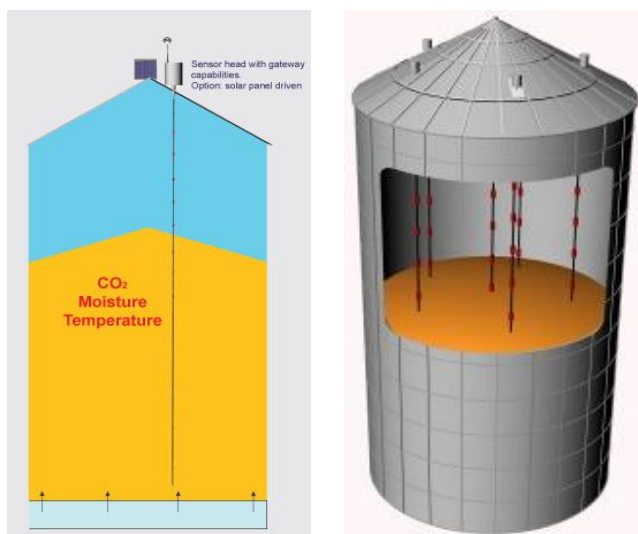 Sensor head with gateway
capabilities.
Option: solar panel driven
CO₂
Moisture
Temperature